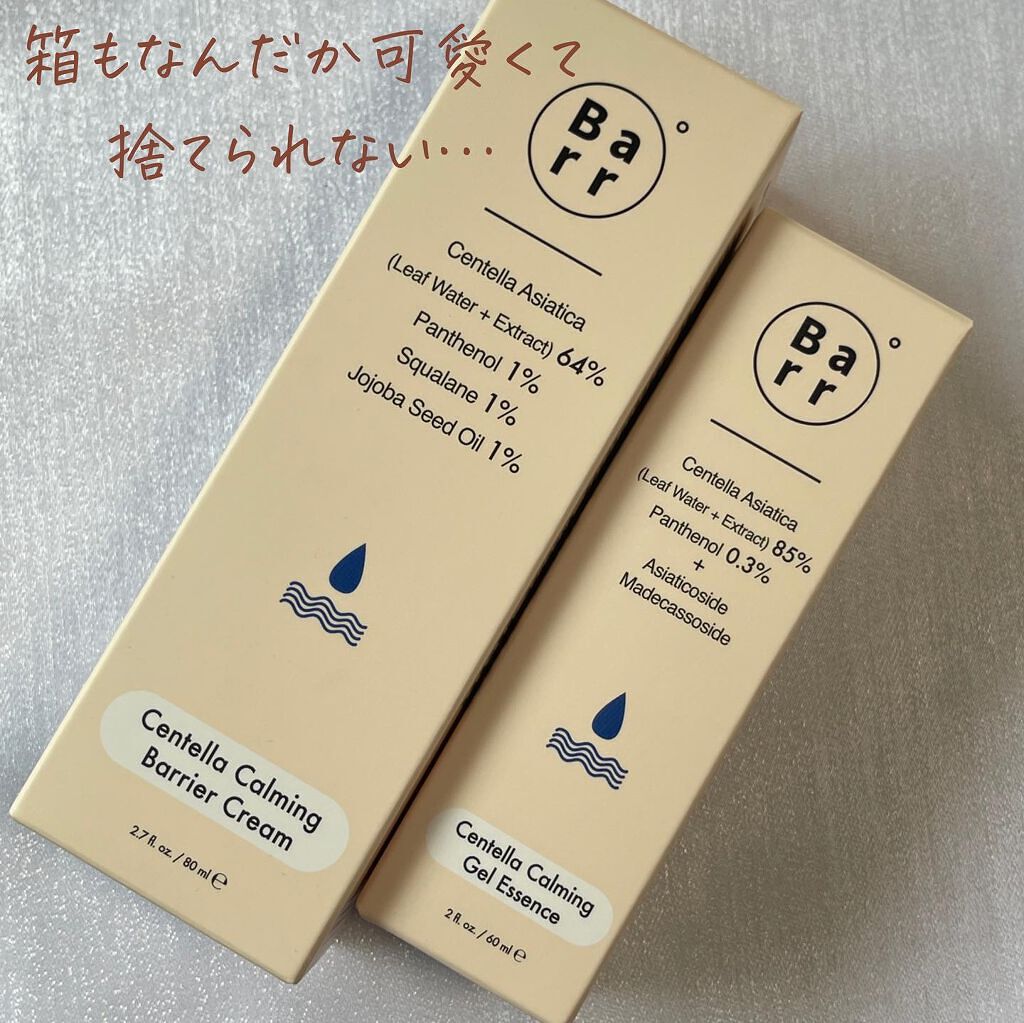 箱もなんだか可愛くて
捨てられない…
Ba
rr
Centella Asiatica
(Leaf Water + Extract) 64%
Panthenol 1%
Squalane 1%
Jojoba Seed Oil 1%
Centella Calming
Barrier Cream
2.7 fl. oz. / 80 ml ℮
Ba
rr
Centella Asiatica
(Leaf Water + Extract) 85%
Panthenol 0.3%
+
Asiaticoside
Madecassoside
Centella Calming
Gel Essence
2 fl. oz. / 60 ml ℮